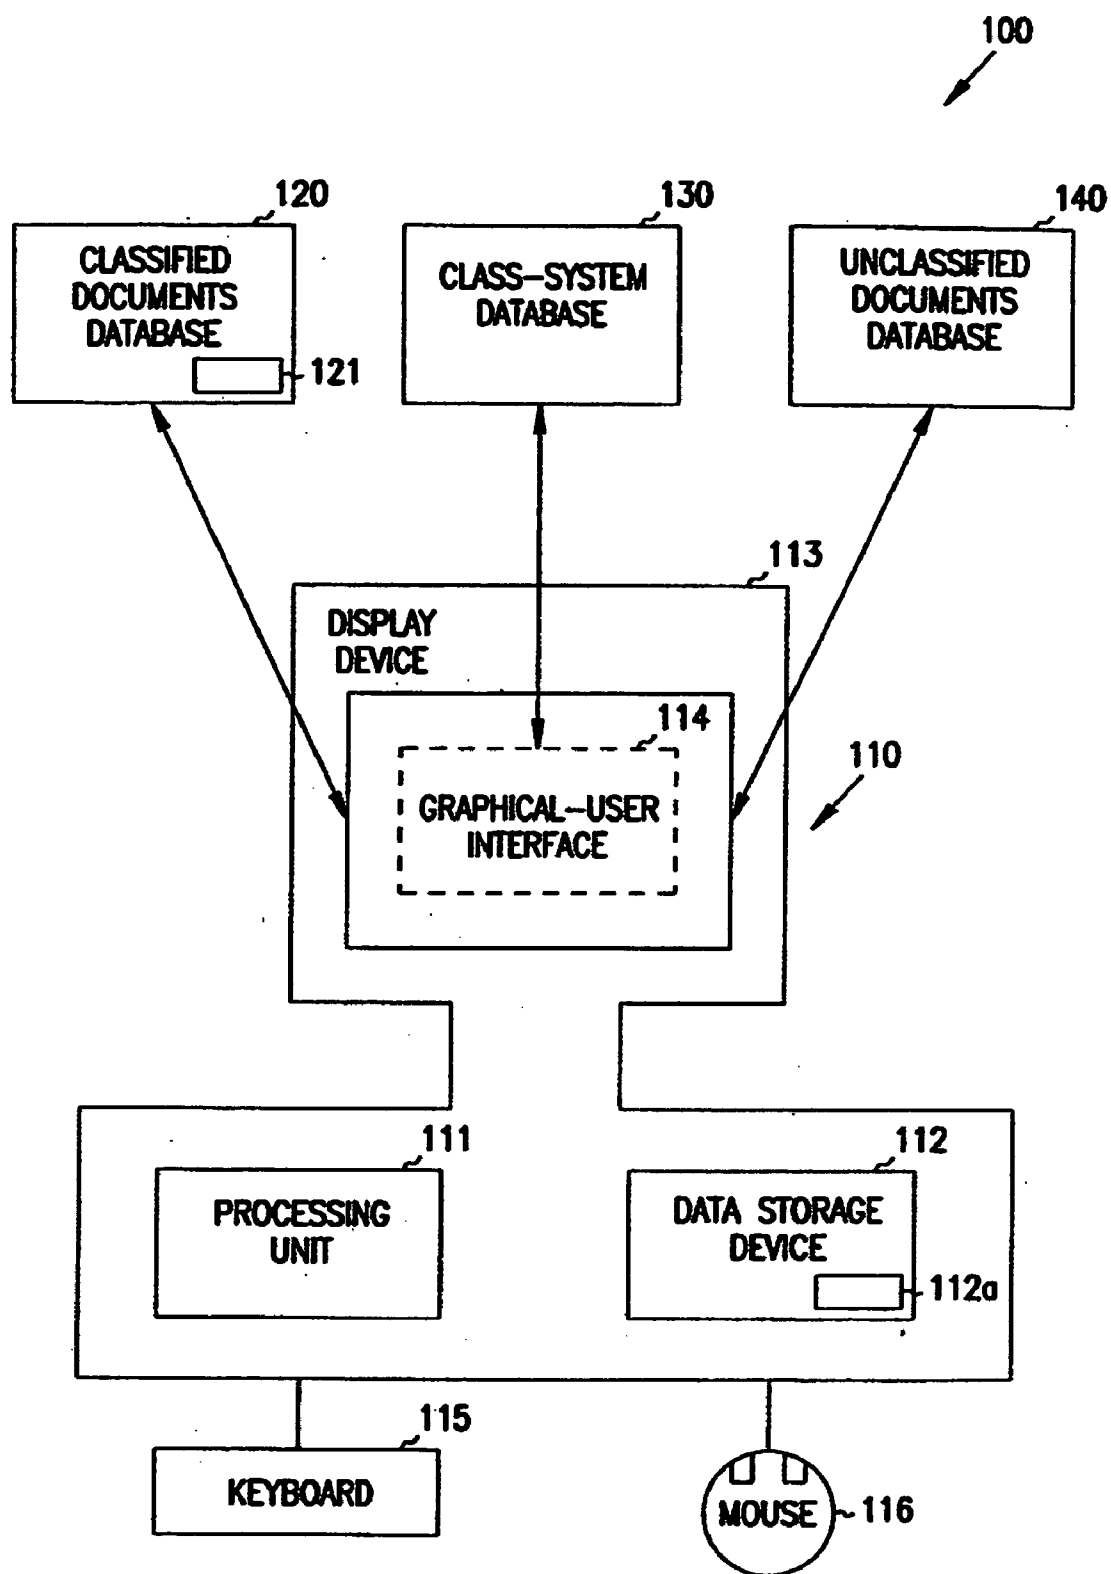 100
120
130
140
CLASSIFIED
DOCUMENTS
DATABASE
121
CLASS-SYSTEM
DATABASE
UNCLASSIFIED
DOCUMENTS
DATABASE
113
DISPLAY
DEVICE
114
GRAPHICAL-USER
INTERFACE
110
111
PROCESSING
UNIT
112
DATA STORAGE
DEVICE
112a
115
KEYBOARD
MOUSE
116